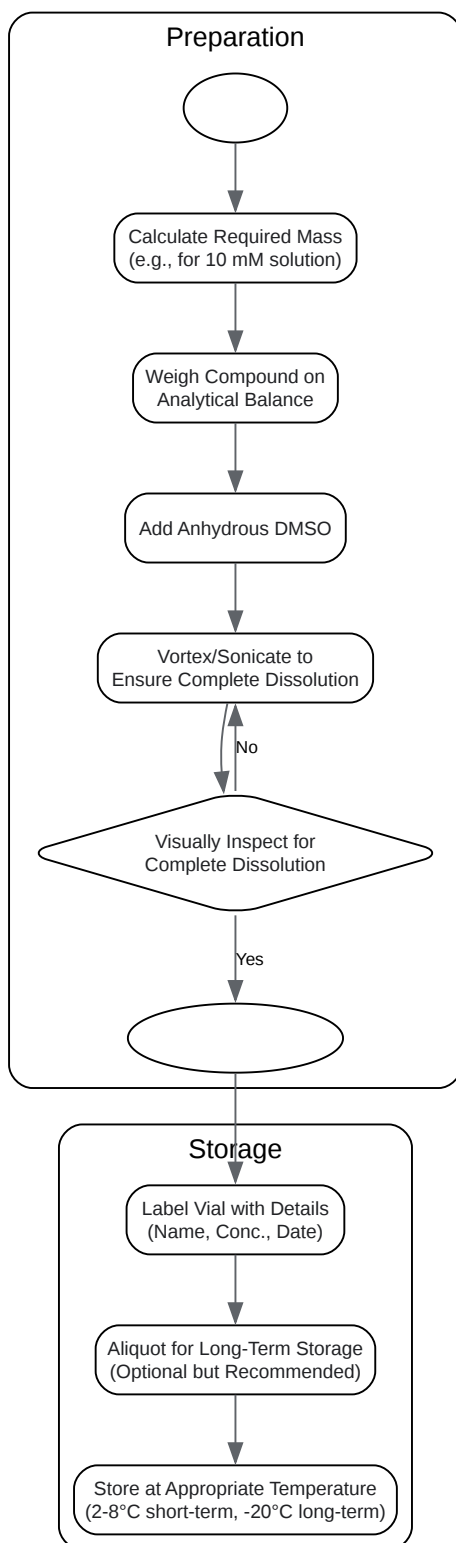 Preparation
Calculate Required Mass
(e.g., for 10 mM solution)
Weigh Compound on
Analytical Balance
Add Anhydrous DMSO
Vortex/Sonicate to
Ensure Complete Dissolution
No
Visually Inspect for
Complete Dissolution
Yes
Storage
Label Vial with Details
(Name, Conc., Date)
Aliquot for Long-Term Storage
(Optional but Recommended)
Store at Appropriate Temperature
(2-8°C short-term, -20°C long-term)